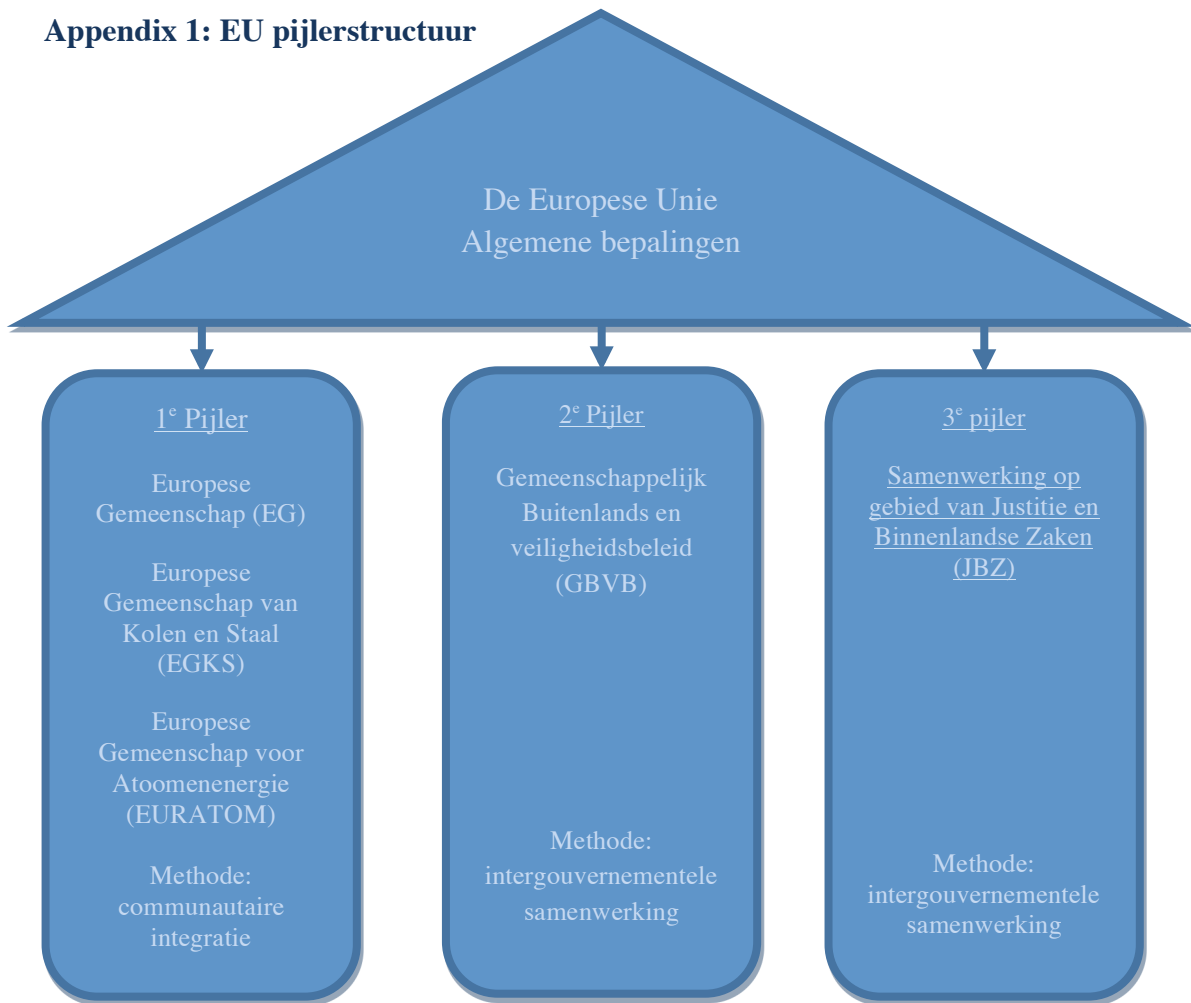 Appendix 1: EU pijlerstructuur
De Europese Unie
Algemene bepalingen
1e Pijler
Europese
Gemeenschap (EG)
Europese
Gemeenschap van
Kolen en Staal
(EGKS)
Europese
Gemeenschap voor
Atoomenenergie
(EURATOM)
Methode:
communautaire
integratie
2e Pijler
Gemeenschappelijk
Buitenlands en
veiligheidsbeleid
(GBVB)
Methode:
intergouvernementele
samenwerking
3e pijler
Samenwerking op
gebied van Justitie en
Binnenlandse Zaken
(JBZ)
Methode:
intergouvernementele
samenwerking